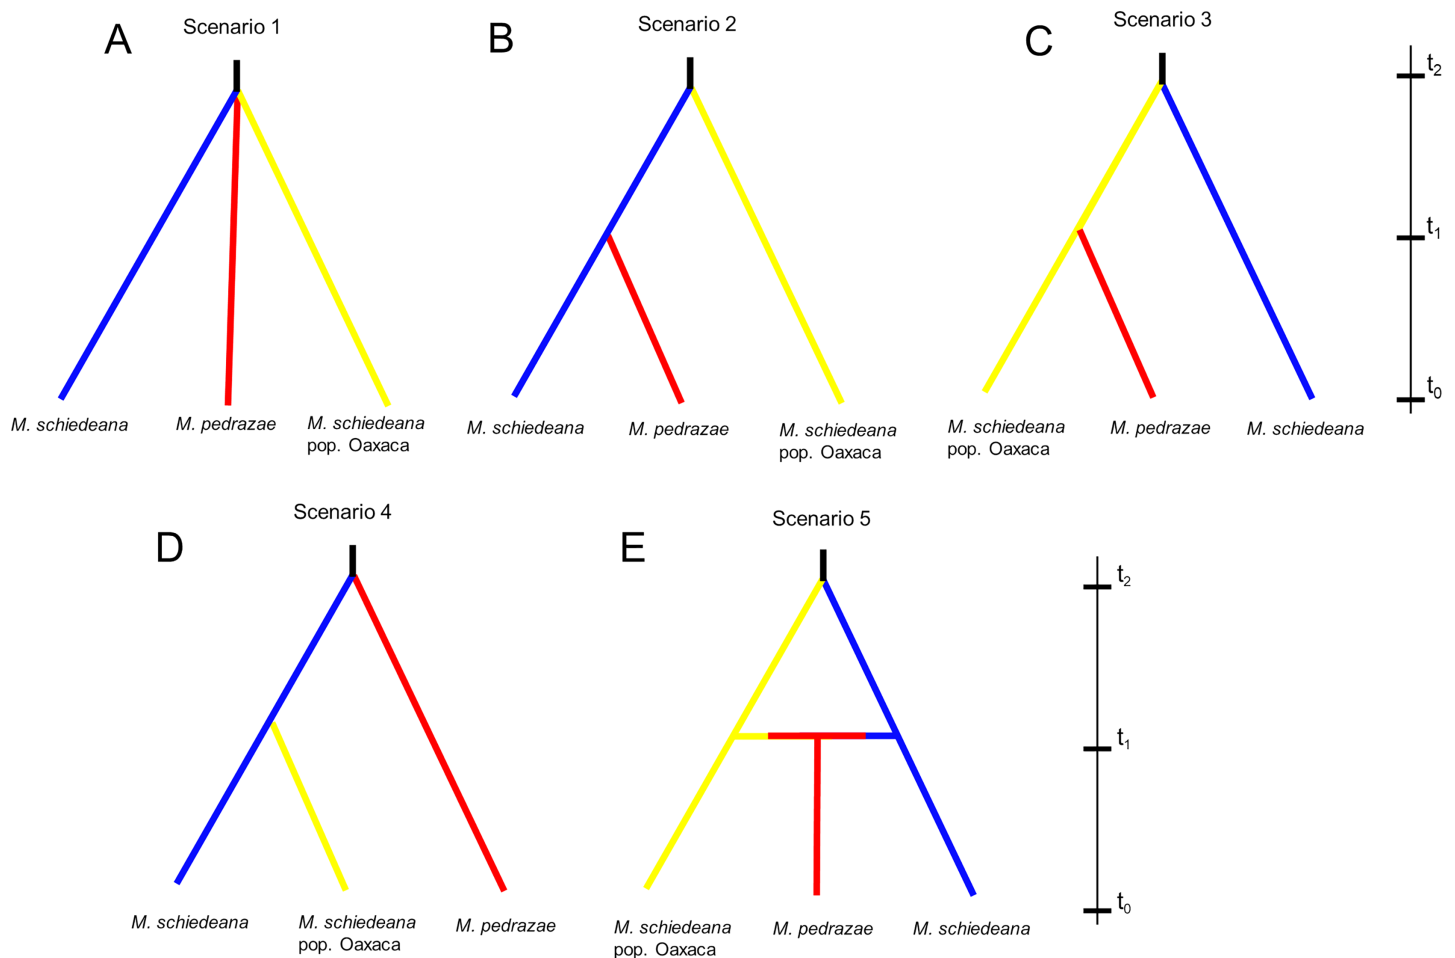 A
Scenario 1
B
Scenario 2
C
Scenario 3
t2
t1
t0
M. schiedeana
M. pedrazae
M. schiedeana
pop. Oaxaca
M. schiedeana
M. pedrazae
M. schiedeana
pop. Oaxaca
M. schiedeana
pop. Oaxaca
M. pedrazae
M. schiedeana
D
Scenario 4
E
Scenario 5
t2
t1
t0
M. schiedeana
M. schiedeana
pop. Oaxaca
M. pedrazae
M. schiedeana
pop. Oaxaca
M. pedrazae
M. schiedeana